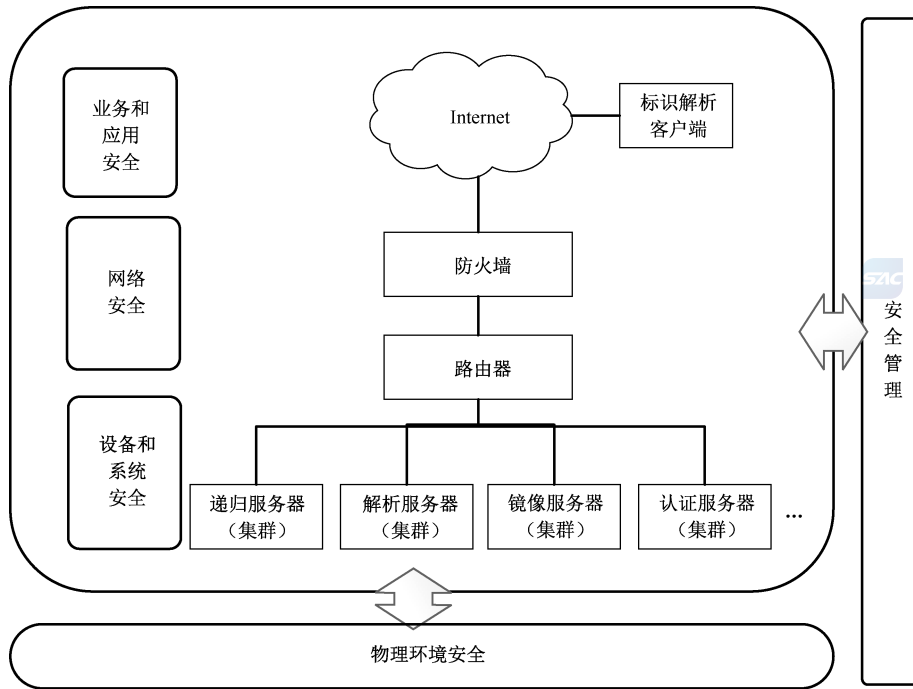 业务和
应用
安全
Internet
标识解析
客户端
网络
安全
防火墙
SAC
安
全
管
理
路由器
设备和
系统
安全
递归服务器
（集群）
解析服务器
（集群）
镜像服务器
（集群）
认证服务器
（集群）
...
物理环境安全